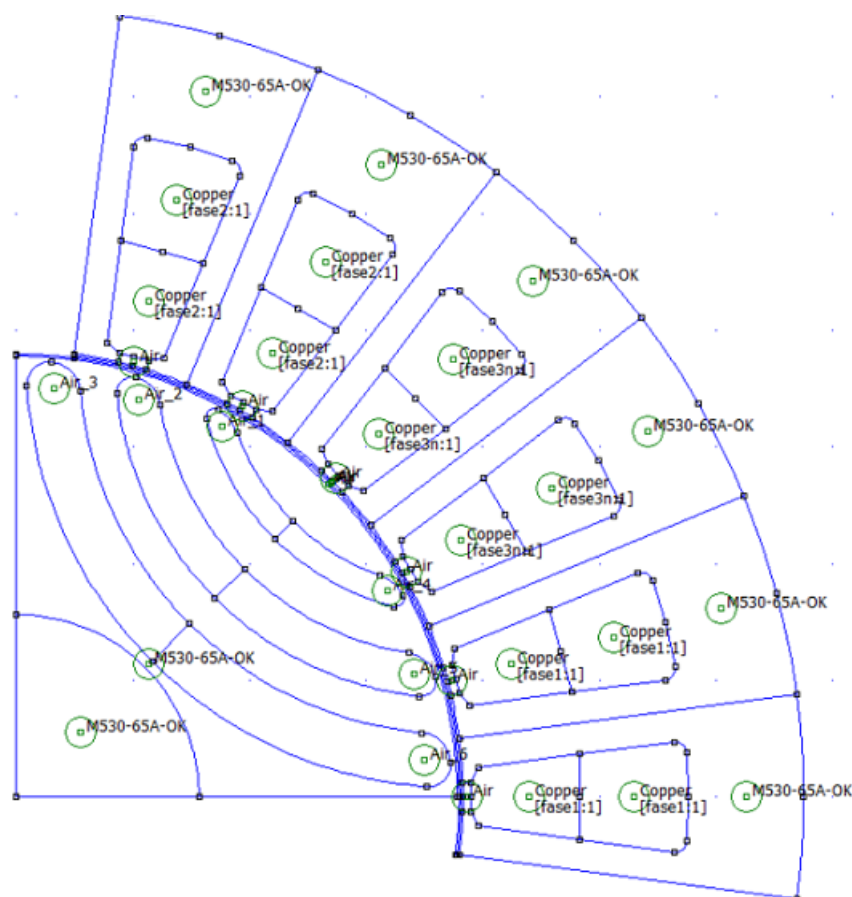 M530-65A-OK
M530-65A-OK
Copper
[fase2:1]
Copper
[fase2:1]
M530-65A-OK
Copper
[fase2:1]
Copper
[fase2:1]
Copper
[fase3n:1]
Air
Air_3
Air_2
Air
Copper
[fase3n:1]
M530-65A-OK
Air
Copper
[fase3n:1]
Copper
[fase3n:1]
Air
M530-65A-OK
Copper
[fase1:1]
Copper
[fase1:1]
M530-65A-OK
Air
M530-65A-OK
Air_6
Air
Copper
[fase1:1]
Copper
[fase1:1]
M530-65A-OK